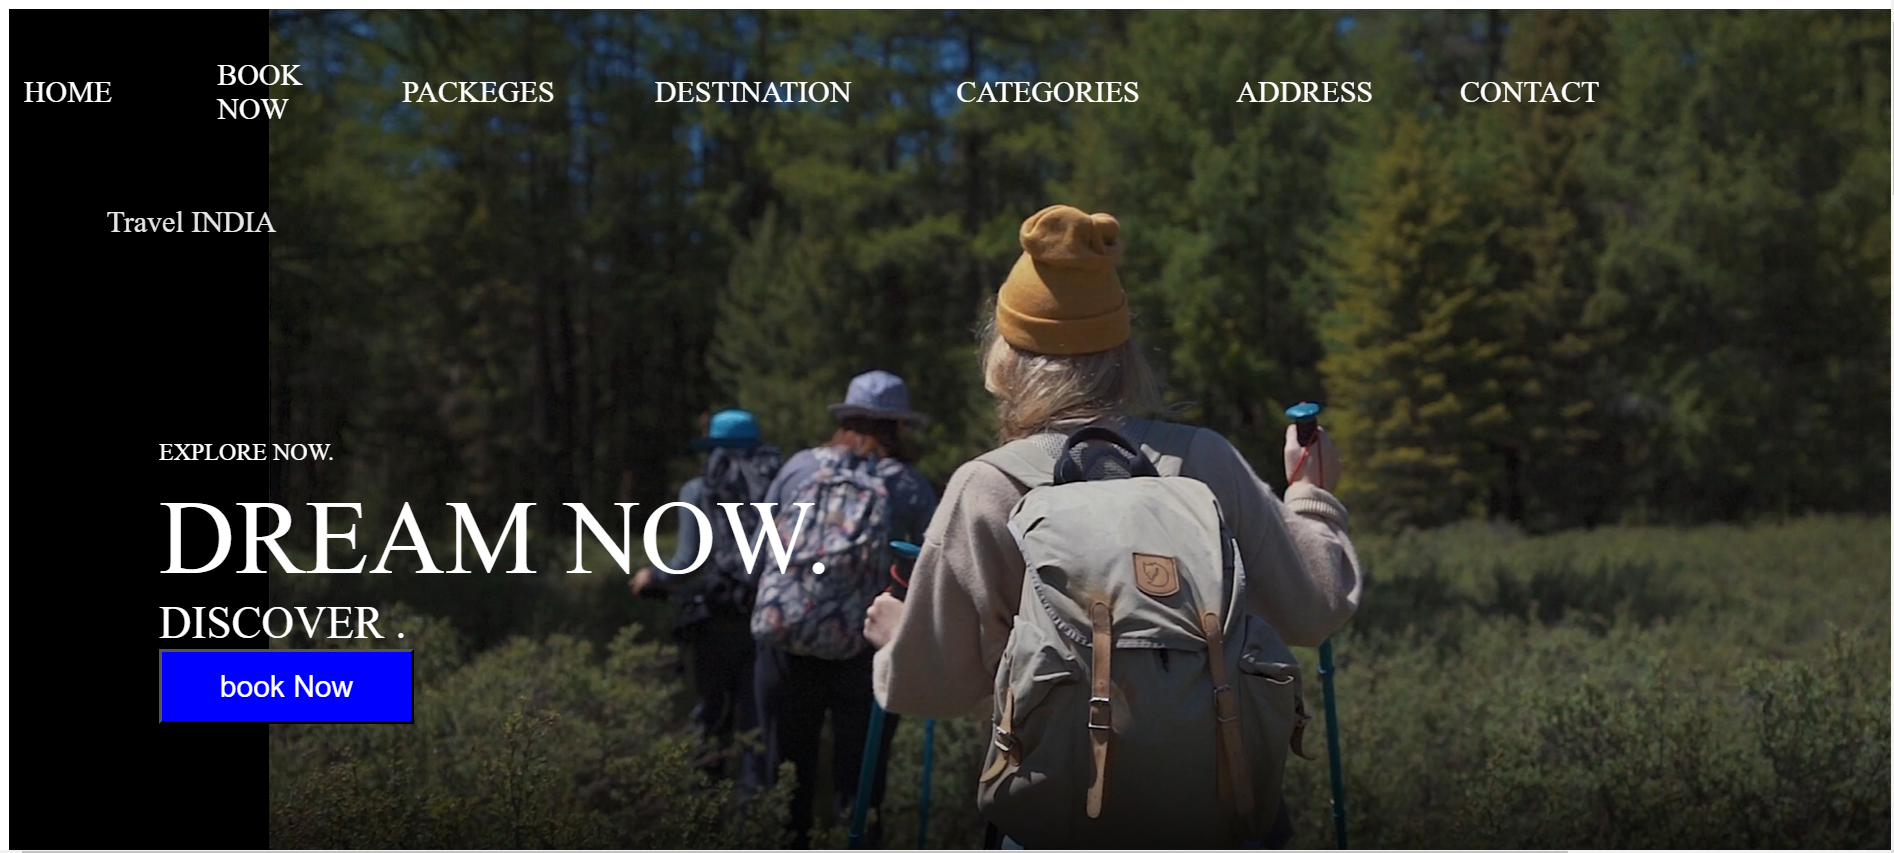 HOME
BOOK
NOW
PACKEGES
DESTINATION
CATEGORIES
ADDRESS
CONTACT
Travel INDIA
EXPLORE NOW.
DREAM NOW.
DISCOVER .
book Now